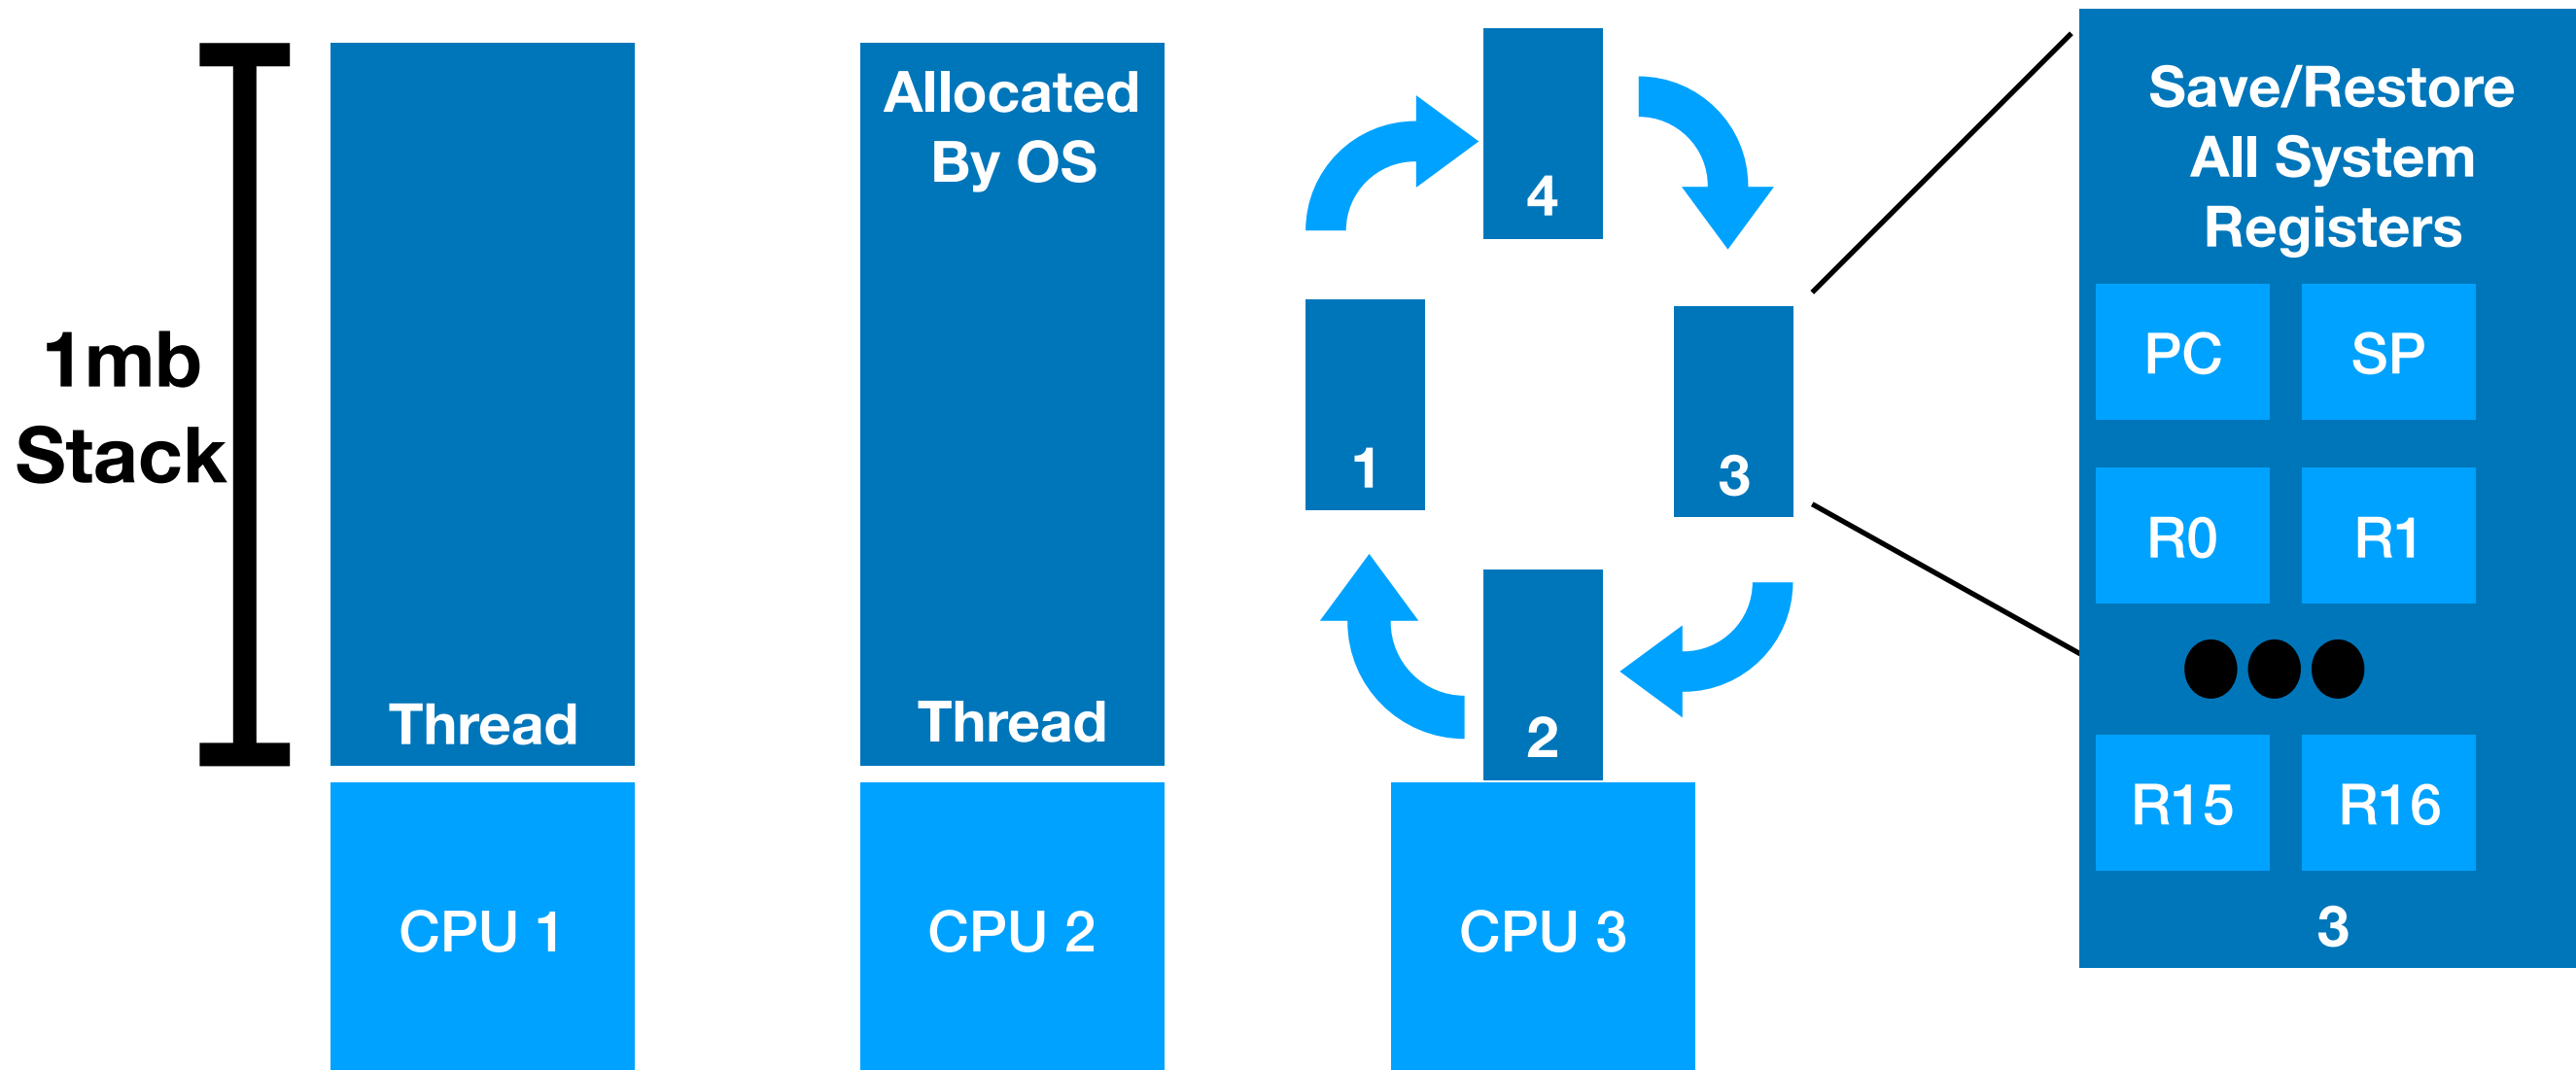 1mb
Stack
Thread
CPU 1
Allocated
By OS
Thread
CPU 2
4
1
3
2
CPU 3
Save/Restore
All System
Registers
PC
SP
R0
R1
R15
R16
3